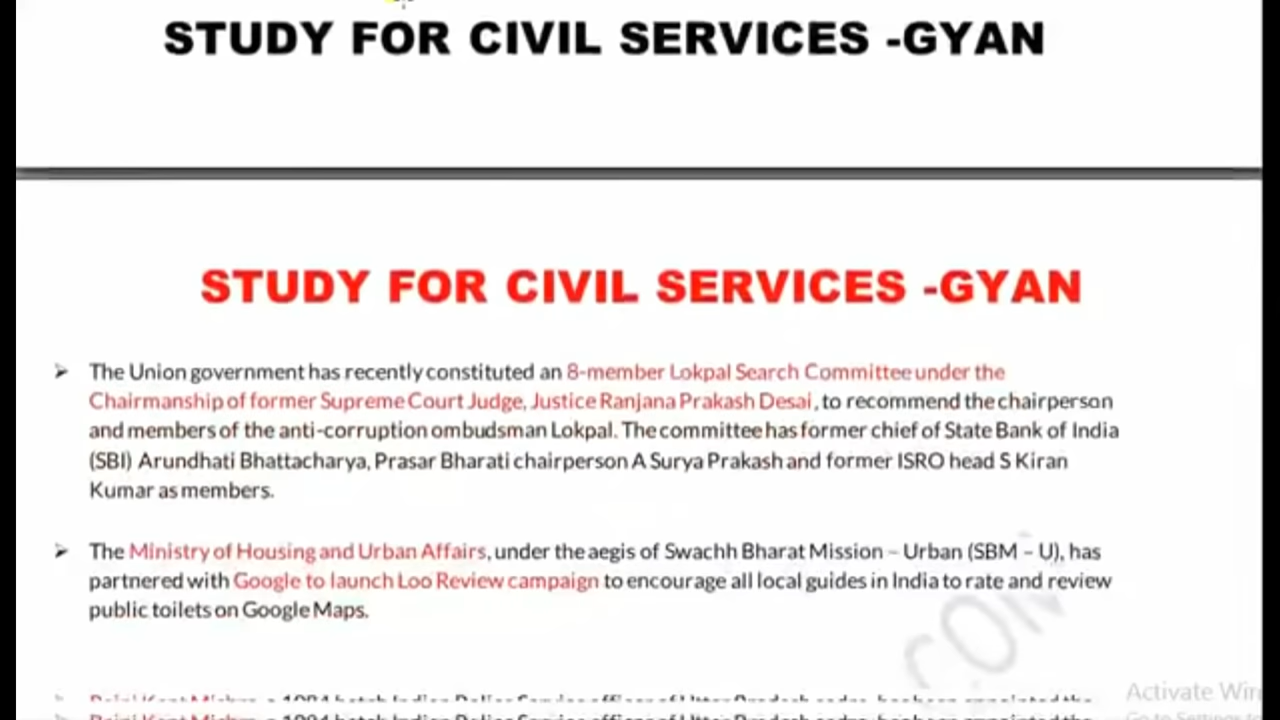 STUDY FOR CIVIL SERVICES -GYAN
STUDY FOR CIVIL SERVICES -GYAN
➢ The Union government has recently constituted an 8-member Lokpal Search Committee under the
Chairmanship of former Supreme Court Judge, Justice Ranjana Prakash Desai, to recommend the chairperson
and members of the anti-corruption ombudsman Lokpal. The committee has former chief of State Bank of India
(SBI) Arundhati Bhattacharya, Prasar Bharati chairperson A Surya Prakash and former ISRO head S Kiran
Kumar as members.
➢ The Ministry of Housing and Urban Affairs, under the aegis of Swachh Bharat Mission – Urban (SBM – U), has
partnered with Google to launch Loo Review campaign to encourage all local guides in India to rate and review
public toilets on Google Maps.
COM
Activate Win